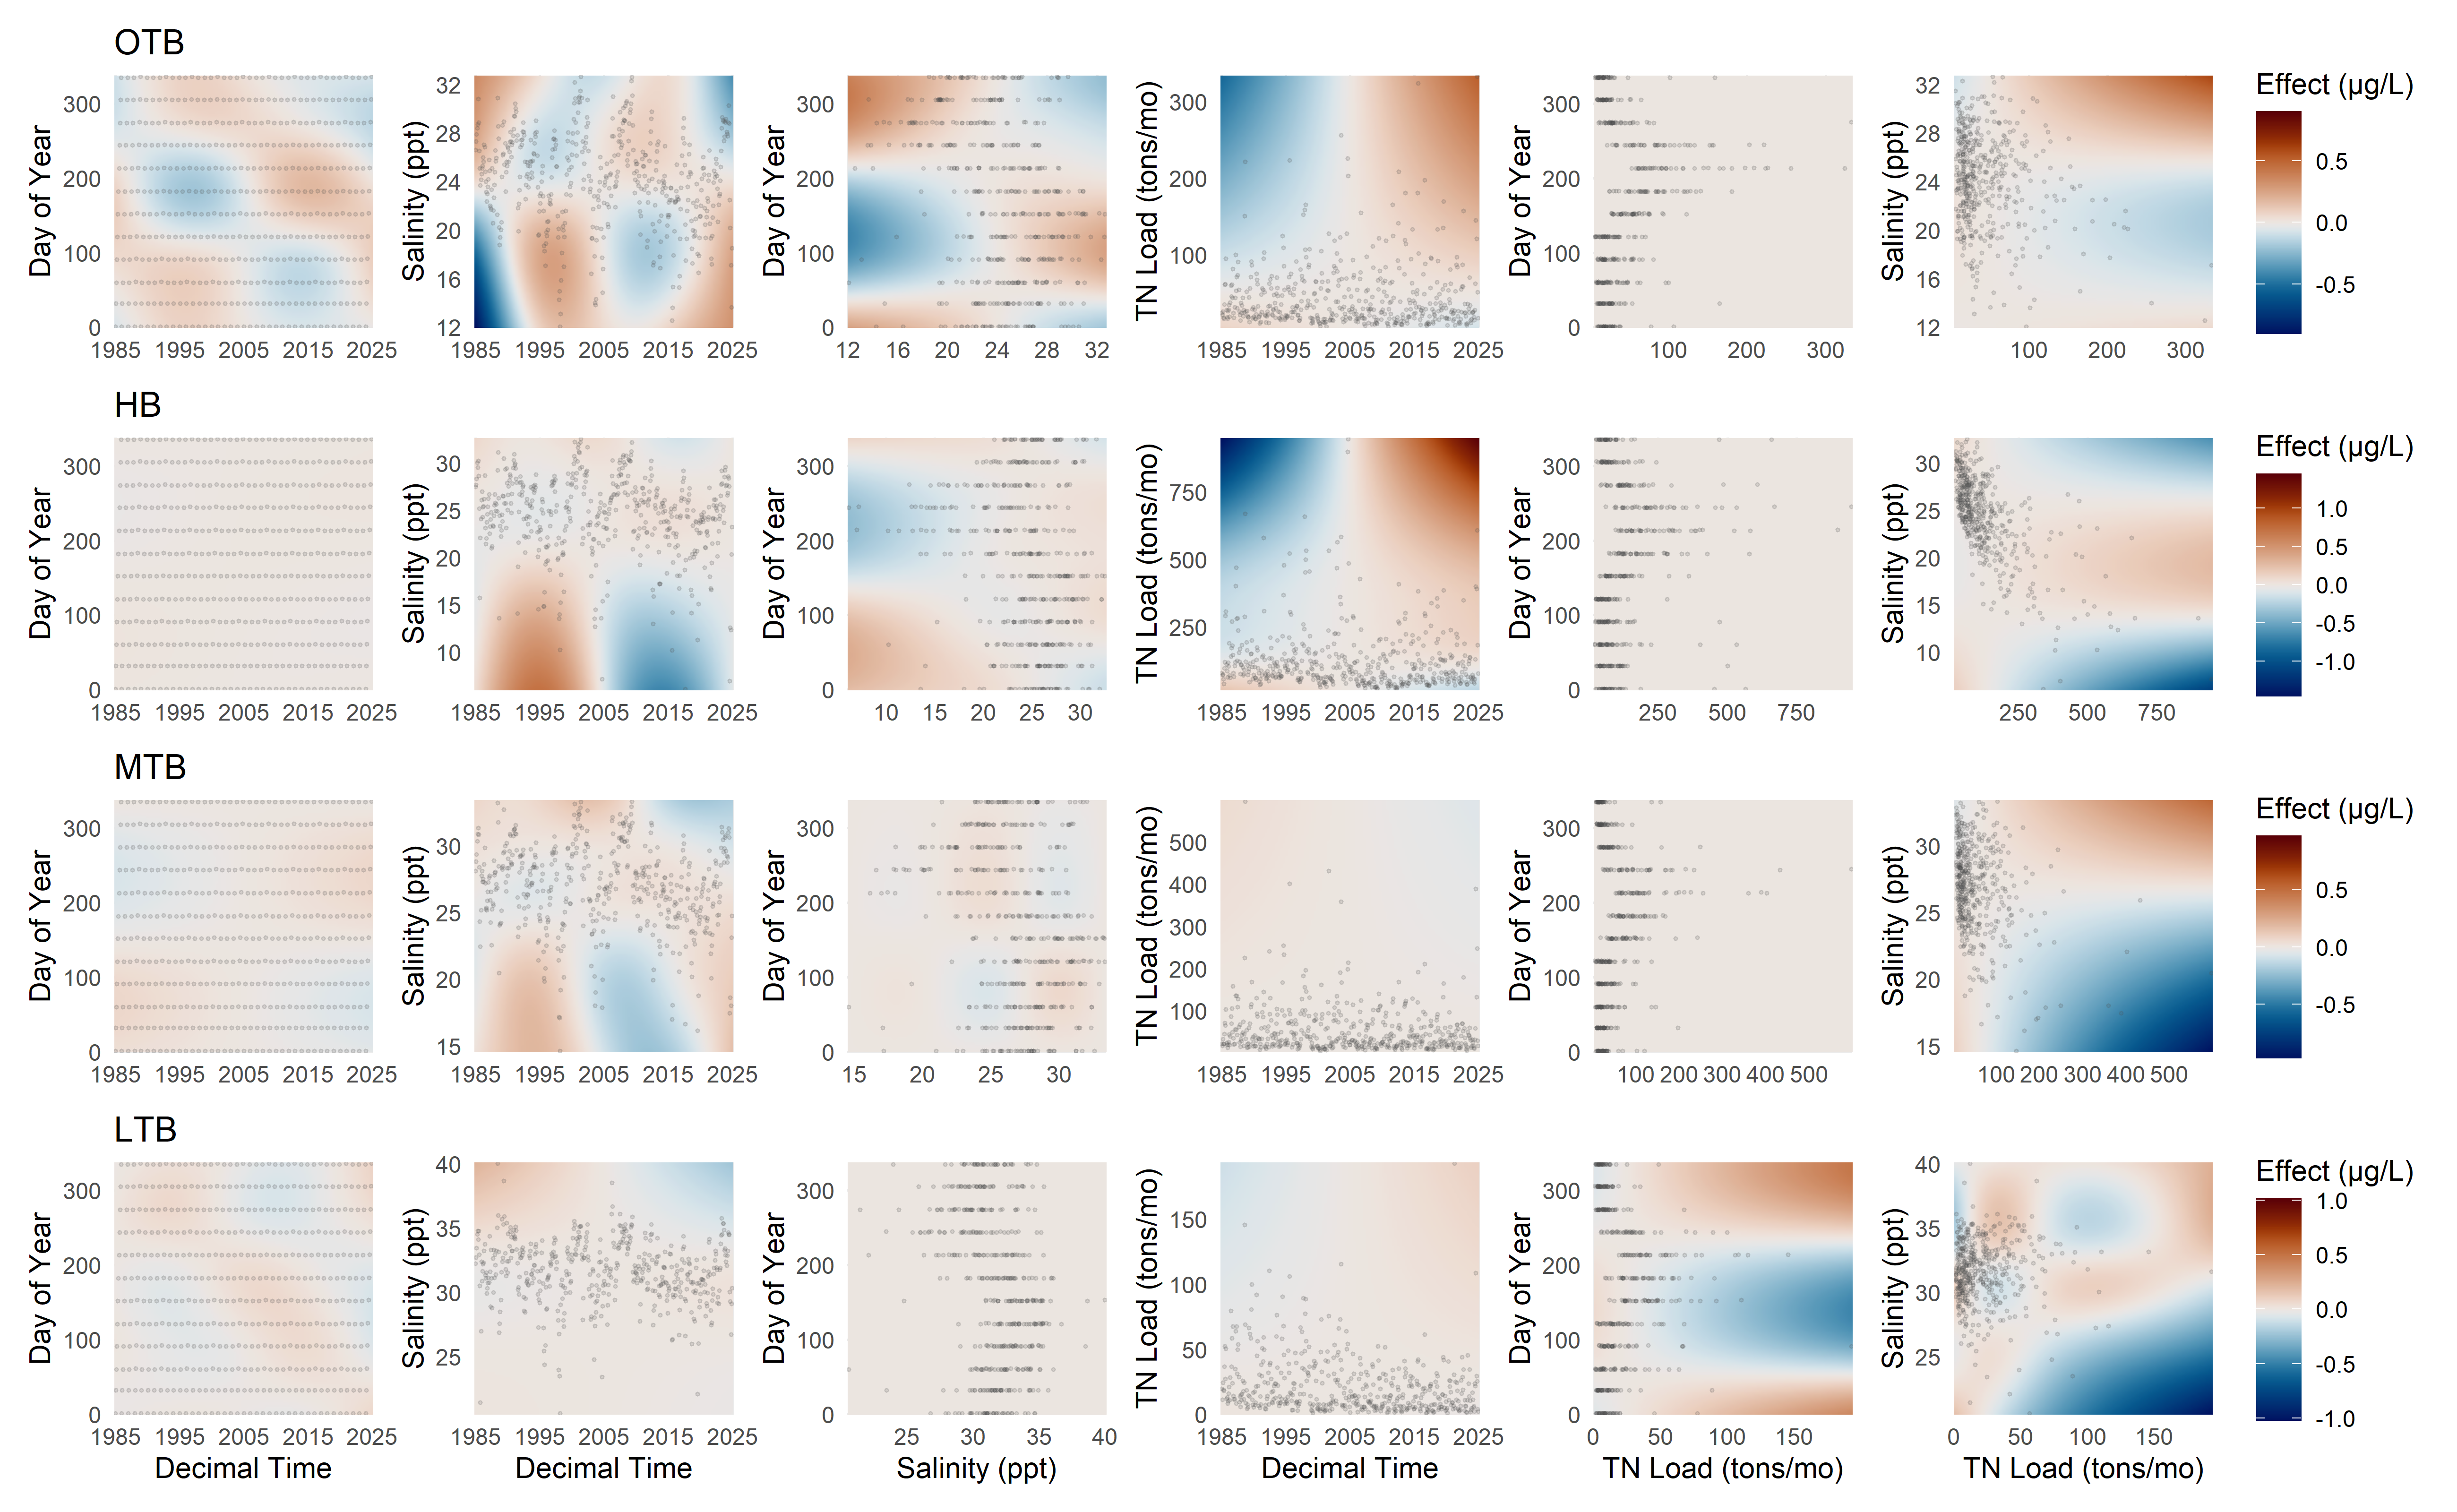 OTB
Day of Year
300
200
100
0
1985 1995 2005 2015 2025
Salinity (ppt)
32
28
24
20
16
12
1985 1995 2005 2015 2025
Day of Year
300
200
100
0
12 16 20 24 28 32
TN Load (tons/mo)
300
200
100
1985 1995 2005 2015 2025
Day of Year
300
200
100
0
100 200 300
Salinity (ppt)
32
28
24
20
16
12
100 200 300
Effect (µg/L)
0.5
0.0
-0.5
HB
Day of Year
300
200
100
0
1985 1995 2005 2015 2025
Salinity (ppt)
30
25
20
15
10
1985 1995 2005 2015 2025
Day of Year
300
200
100
0
10 15 20 25 30
TN Load (tons/mo)
750
500
250
1985 1995 2005 2015 2025
Day of Year
300
200
100
0
250 500 750
Salinity (ppt)
30
25
20
15
10
250 500 750
Effect (µg/L)
1.0
0.5
0.0
-0.5
-1.0
MTB
Day of Year
300
200
100
0
1985 1995 2005 2015 2025
Salinity (ppt)
30
25
20
15
1985 1995 2005 2015 2025
Day of Year
300
200
100
0
15 20 25 30
TN Load (tons/mo)
500
400
300
200
100
1985 1995 2005 2015 2025
Day of Year
300
200
100
0
100 200 300 400 500
Salinity (ppt)
30
25
20
15
100 200 300 400 500
Effect (µg/L)
0.5
0.0
-0.5
LTB
Day of Year
300
200
100
0
1985 1995 2005 2015 2025
Decimal Time
Salinity (ppt)
40
35
30
25
1985 1995 2005 2015 2025
Decimal Time
Day of Year
300
200
100
0
25 30 35 40
Salinity (ppt)
TN Load (tons/mo)
150
100
50
0
1985 1995 2005 2015 2025
Decimal Time
Day of Year
300
200
100
0
0 50 100 150
TN Load (tons/mo)
Salinity (ppt)
40
35
30
25
0 50 100 150
TN Load (tons/mo)
Effect (µg/L)
1.0
0.5
0.0
-0.5
-1.0